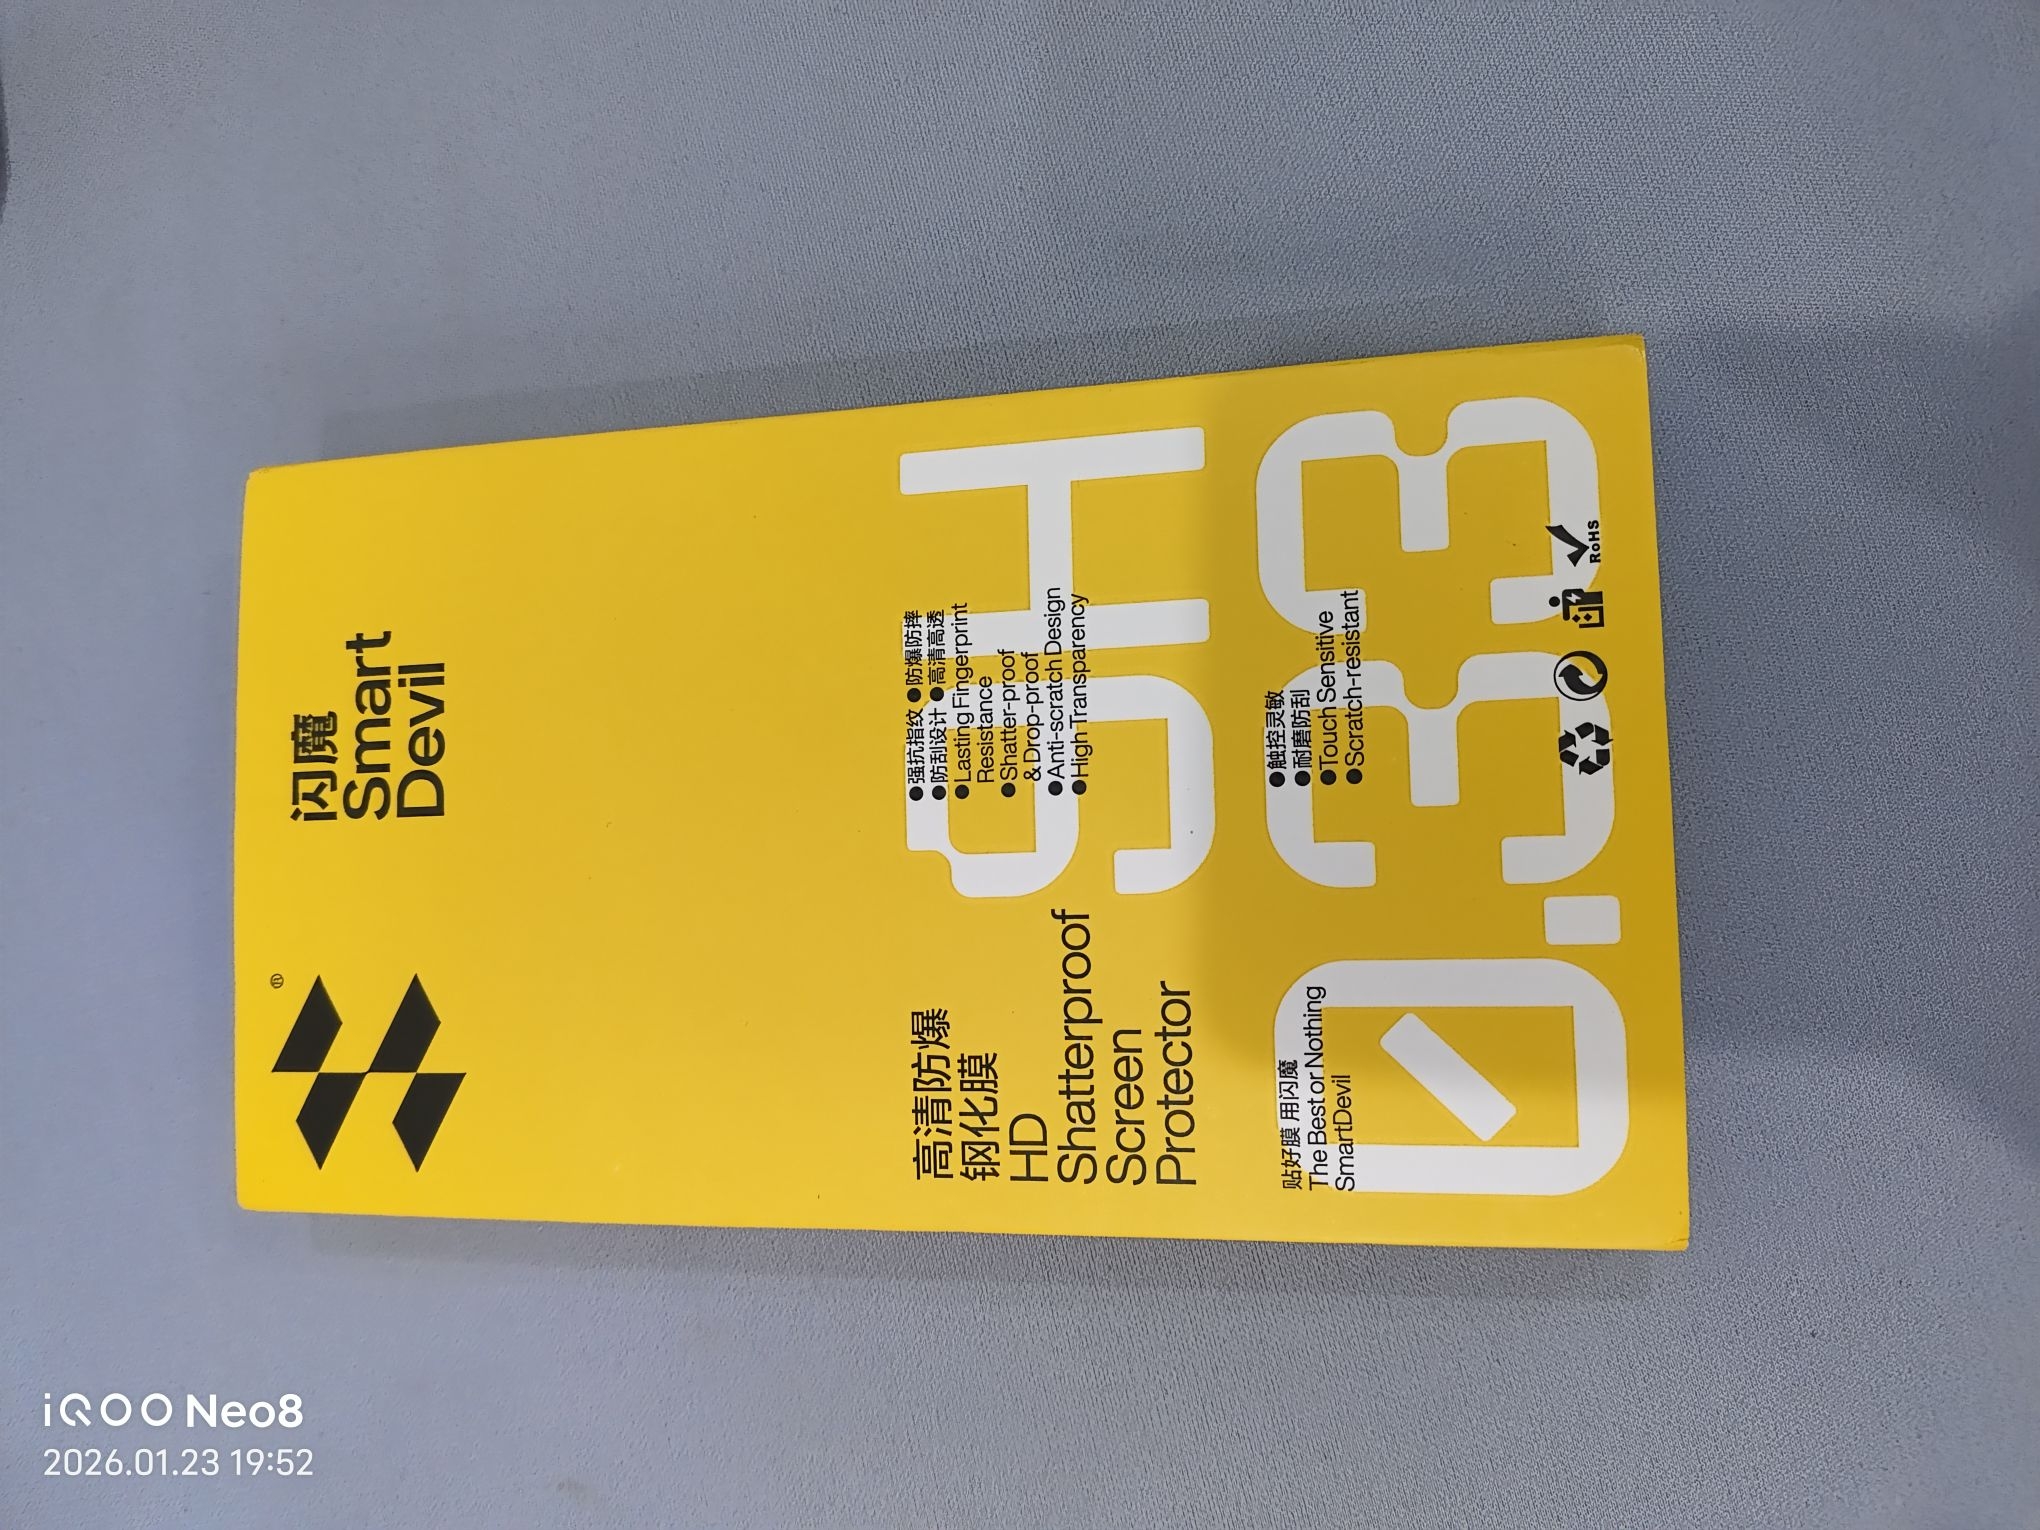 ®
闪魔
Smart
Devil
高清防爆
钢化膜
HD
Shatterproof
Screen
Protector
9H
●强抗指纹 ●防爆防摔
●防刮设计 ●高清高透
●Lasting Fingerprint
Resistance
●Shatter-proof
& Drop-proof
●Anti-scratch Design
●High Transparency
贴好膜 用闪魔
The Best or Nothing
SmartDevil
0.33
●触控灵敏
●耐磨防刮
●Touch Sensitive
●Scratch-resistant
RoHS
iQOO Neo8
2026.01.23 19:52